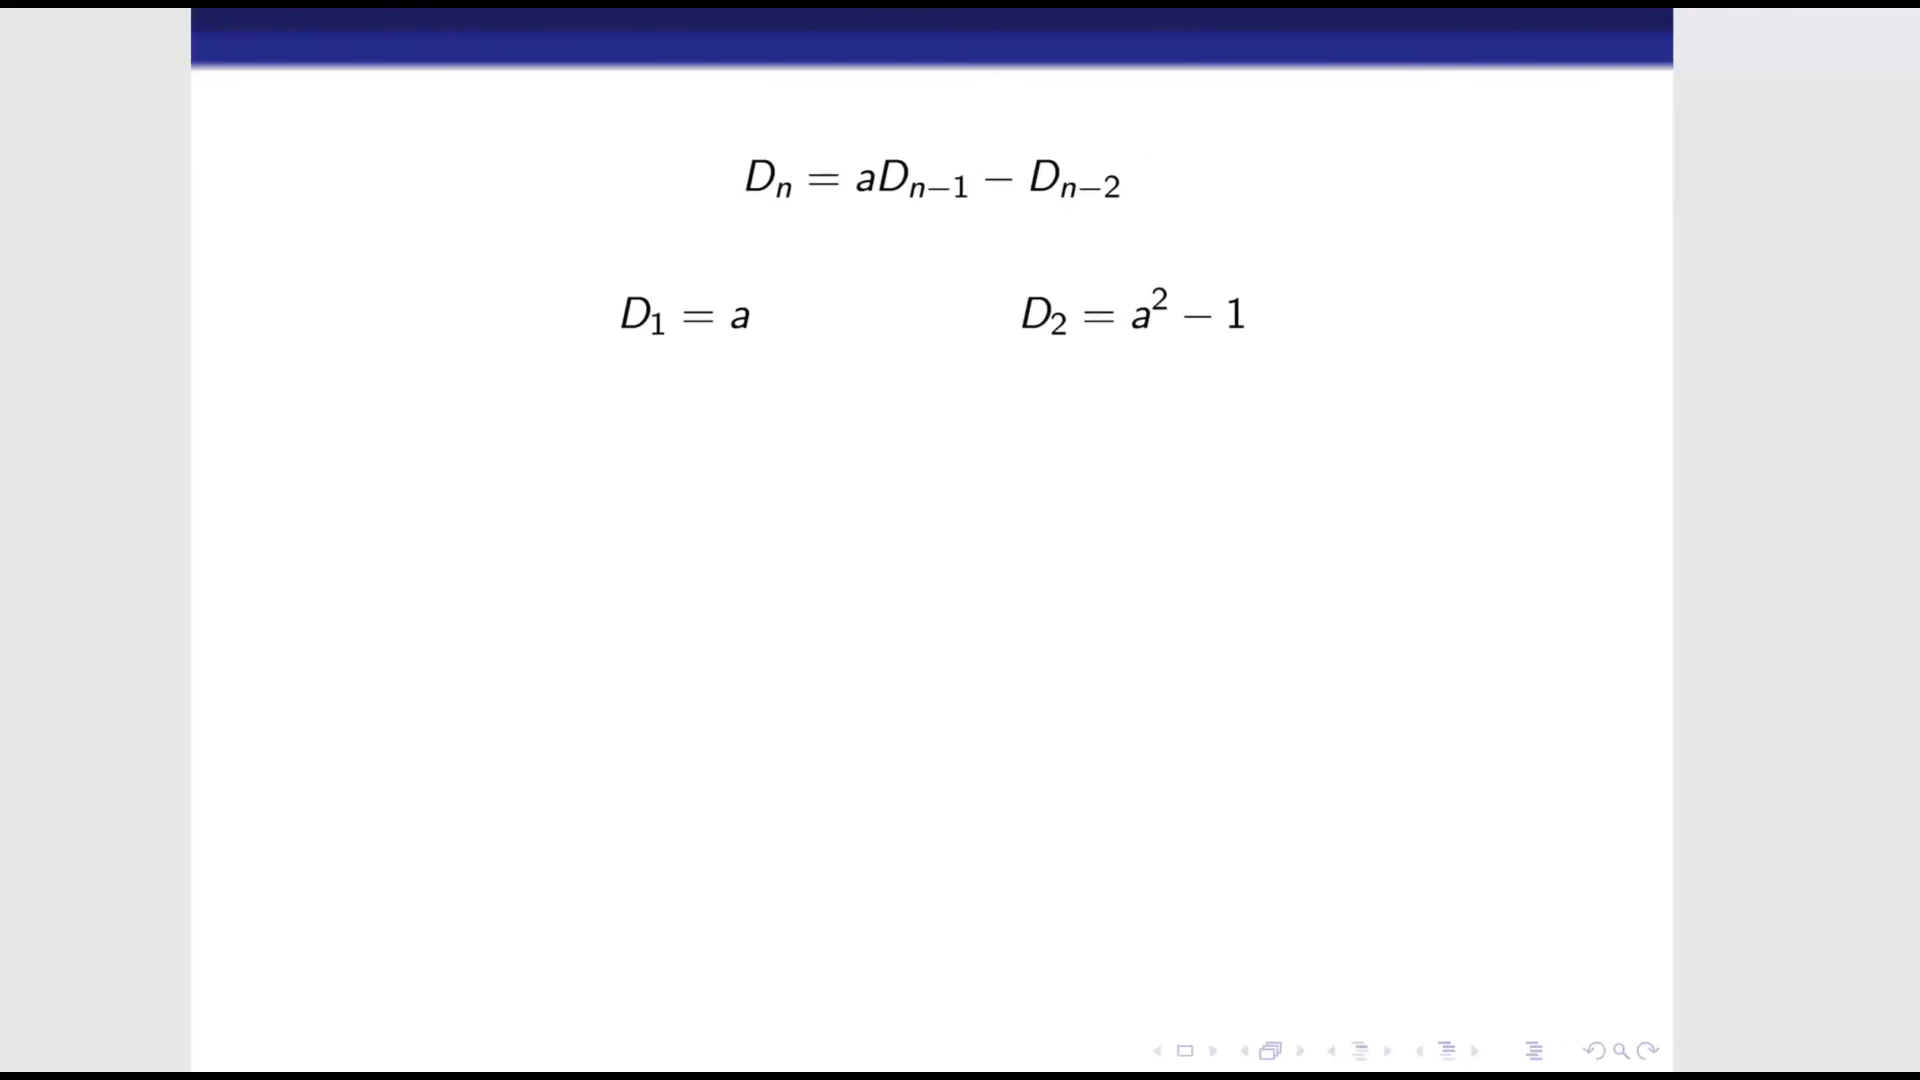 Dₙ = aDₙ₋₁ − Dₙ₋₂
D₁ = a D₂ = a² − 1